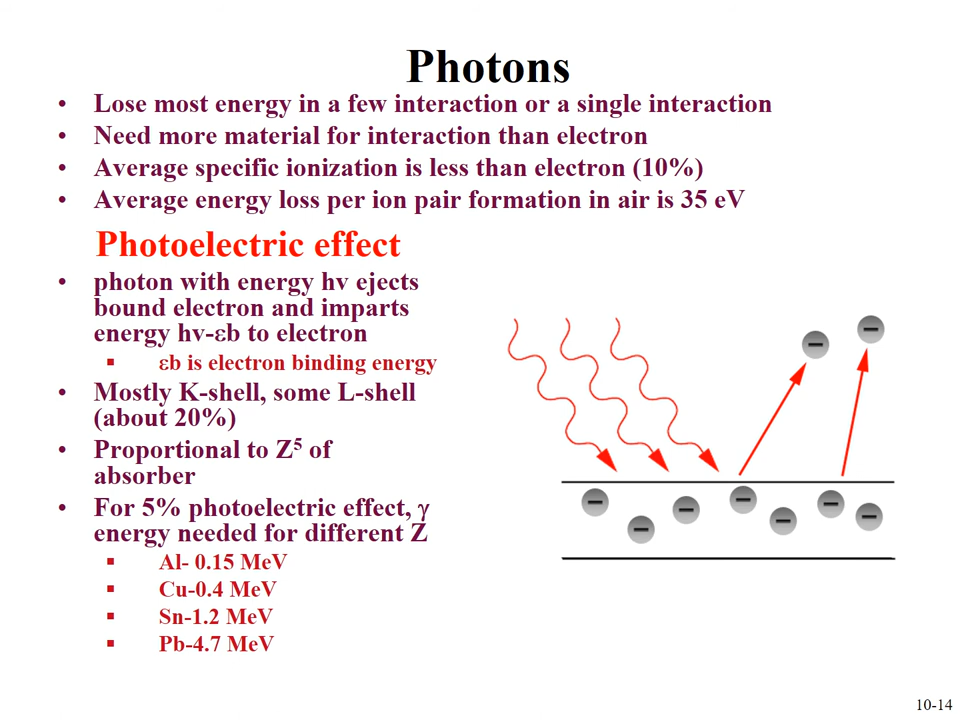 Photons
• Lose most energy in a few interaction or a single interaction
• Need more material for interaction than electron
• Average specific ionization is less than electron (10%)
• Average energy loss per ion pair formation in air is 35 eV
Photoelectric effect
• photon with energy hv ejects
bound electron and imparts
energy hv-εb to electron
▪ εb is electron binding energy
• Mostly K-shell, some L-shell
(about 20%)
• Proportional to Z⁵ of
absorber
• For 5% photoelectric effect, γ
energy needed for different Z
▪ Al- 0.15 MeV
▪ Cu-0.4 MeV
▪ Sn-1.2 MeV
▪ Pb-4.7 MeV
10-14